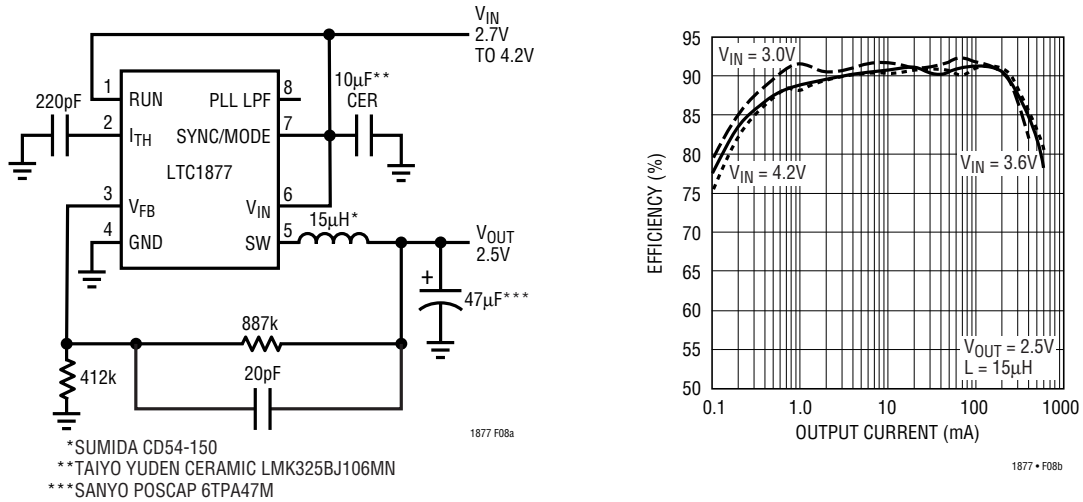 VIN
2.7V
TO 4.2V
10µF**
CER
220pF
1
RUN
PLL LPF
8
2
ITH
SYNC/MODE
7
LTC1877
3
VFB
VIN
6
4
GND
SW
5
15µH*
VOUT
2.5V
+
47µF***
887k
412k
20pF
1877 F08a
*SUMIDA CD54-150
**TAIYO YUDEN CERAMIC LMK325BJ106MN
***SANYO POSCAP 6TPA47M
EFFICIENCY (%)
95
90
85
80
75
70
65
60
55
50
VIN = 3.0V
VIN = 4.2V
VIN = 3.6V
VOUT = 2.5V
L = 15µH
0.1
1.0
10
100
1000
OUTPUT CURRENT (mA)
1877 • F08b